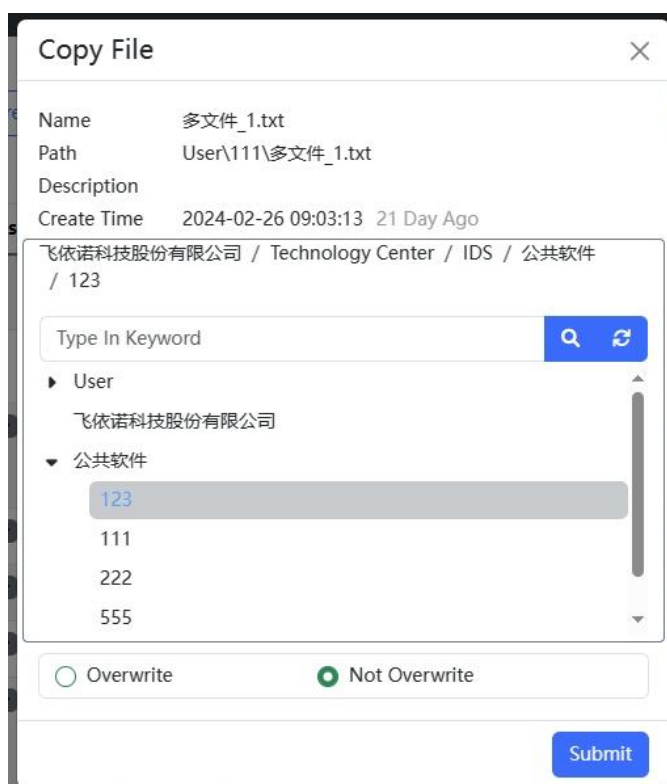 Copy File
Name 多文件_1.txt
Path User\111\多文件_1.txt
Description
Create Time 2024-02-26 09:03:13 21 Day Ago
飞依诺科技股份有限公司 / Technology Center / IDS / 公共软件
/ 123
Type In Keyword
User
飞依诺科技股份有限公司
公共软件
123
111
222
555
Overwrite Not Overwrite
Submit